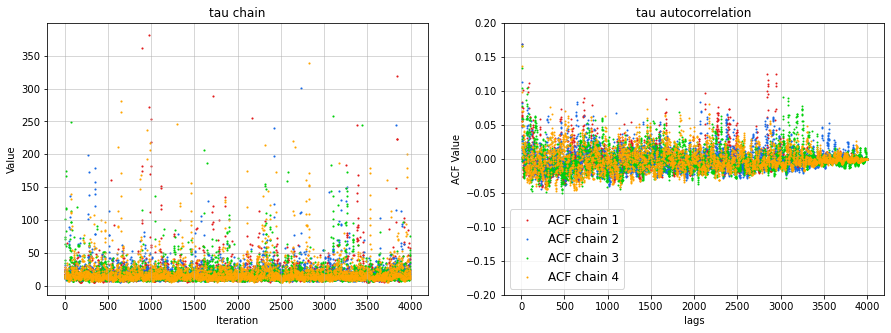 tau chain
Value
350
300
250
200
150
100
50
0
0 500 1000 1500 2000 2500 3000 3500 4000
Iteration
tau autocorrelation
ACF Value
0.20
0.15
0.10
0.05
0.00
−0.05
−0.10
−0.15
−0.20
ACF chain 1
ACF chain 2
ACF chain 3
ACF chain 4
0 500 1000 1500 2000 2500 3000 3500 4000
lags